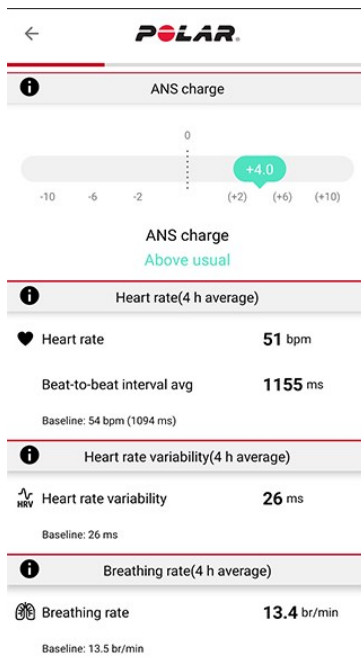 POLAR.
ANS charge
0
+4.0
-10 -6 -2 (+2) (+6) (+10)
ANS charge
Above usual
Heart rate(4 h average)
Heart rate 51 bpm
Beat-to-beat interval avg 1155 ms
Baseline: 54 bpm (1094 ms)
Heart rate variability(4 h average)
HRV Heart rate variability 26 ms
Baseline: 26 ms
Breathing rate(4 h average)
Breathing rate 13.4 br/min
Baseline: 13.5 br/min